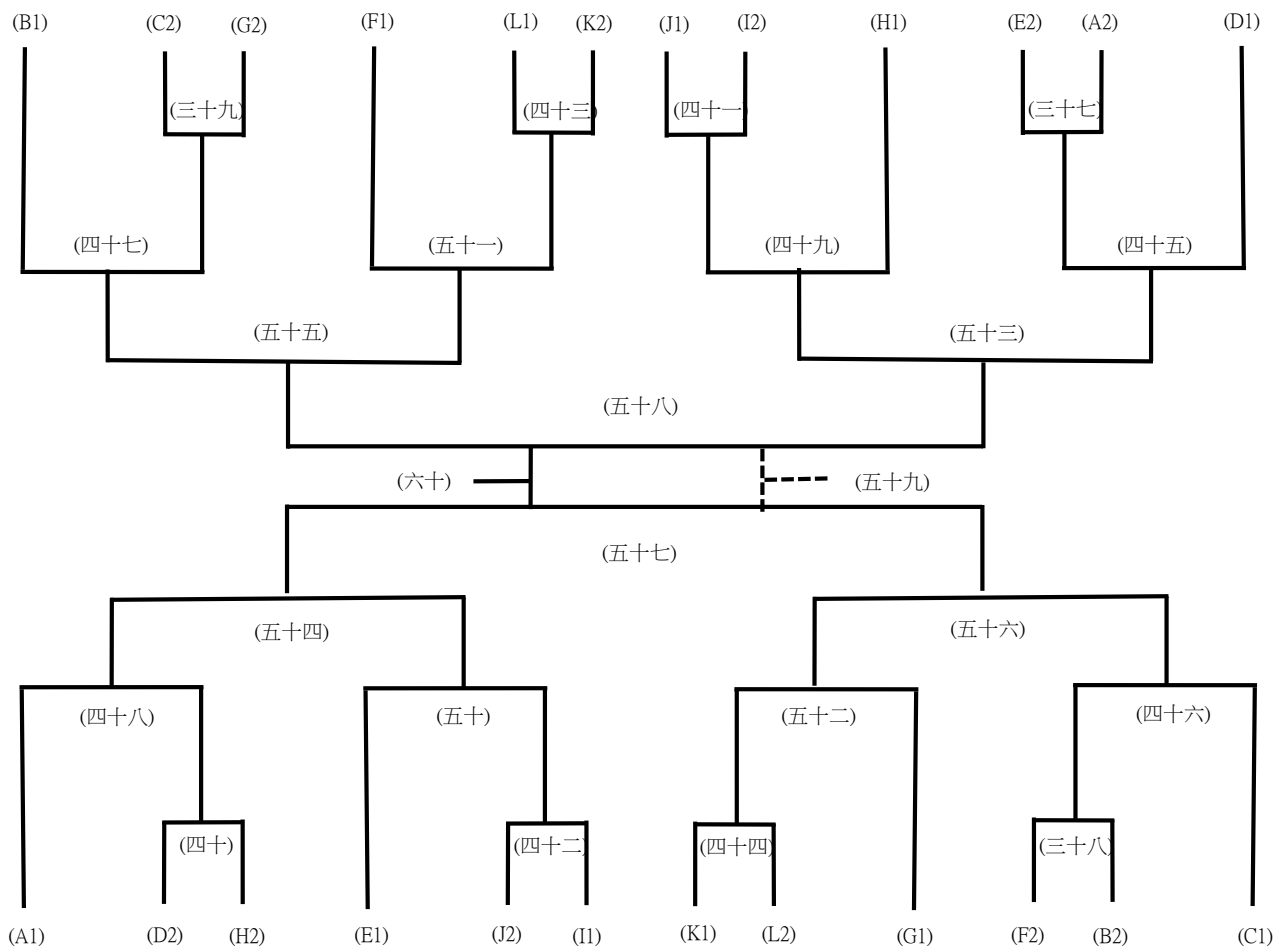 (B1) (C2) (G2) (F1) (L1) (K2) (J1) (I2) (H1) (E2) (A2) (D1)
(三十九) (四十三) (四十一) (三十七)
(四十七) (五十一) (四十九) (四十五)
(五十五) (五十三)
(五十八)
(六十) (五十九)
(五十七)
(五十四) (五十六)
(四十八) (五十) (五十二) (四十六)
(四十) (四十二) (四十四) (三十八)
(A1) (D2) (H2) (E1) (J2) (I1) (K1) (L2) (G1) (F2) (B2) (C1)